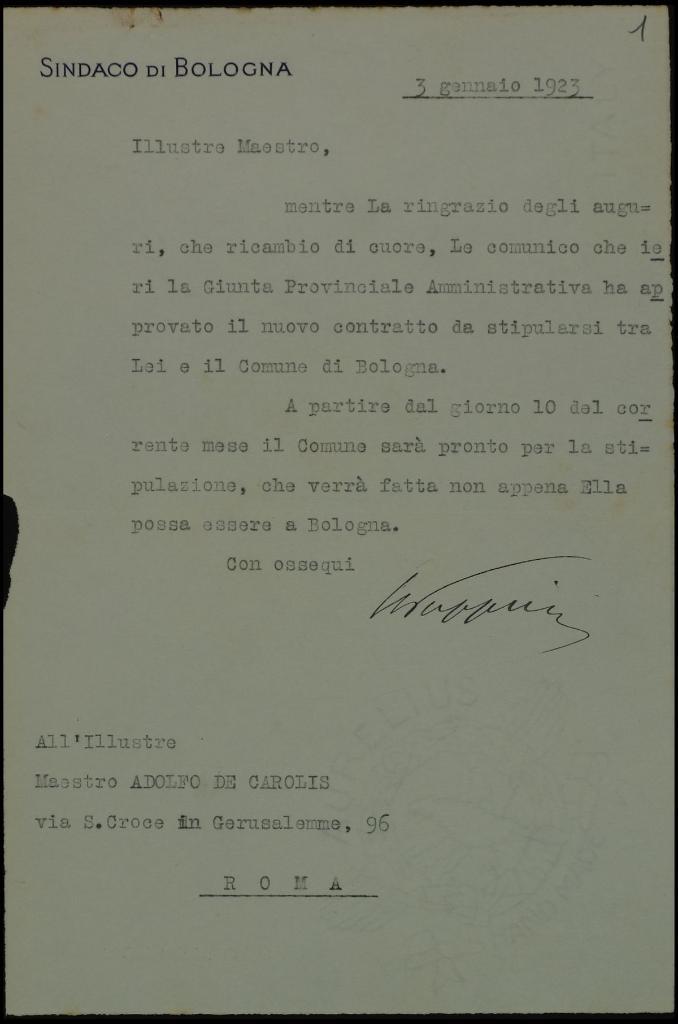 1
SINDACO DI BOLOGNA
3 gennaio 1923
Illustre Maestro,
mentre La ringrazio degli augu=
ri, che ricambio di cuore, Le comunico che ie
ri la Giunta Provinciale Amministrativa ha ap
provato il nuovo contratto da stipularsi tra
Lei e il Comune di Bologna.
A partire dal giorno 10 del cor
rente mese il Comune sarà pronto per la sti=
pulazione, che verrà fatta non appena Ella
possa essere a Bologna.
Con ossequi
All'Illustre
Maestro ADOLFO DE CAROLIS
via S.Croce in Gerusalemme, 96
R O M A